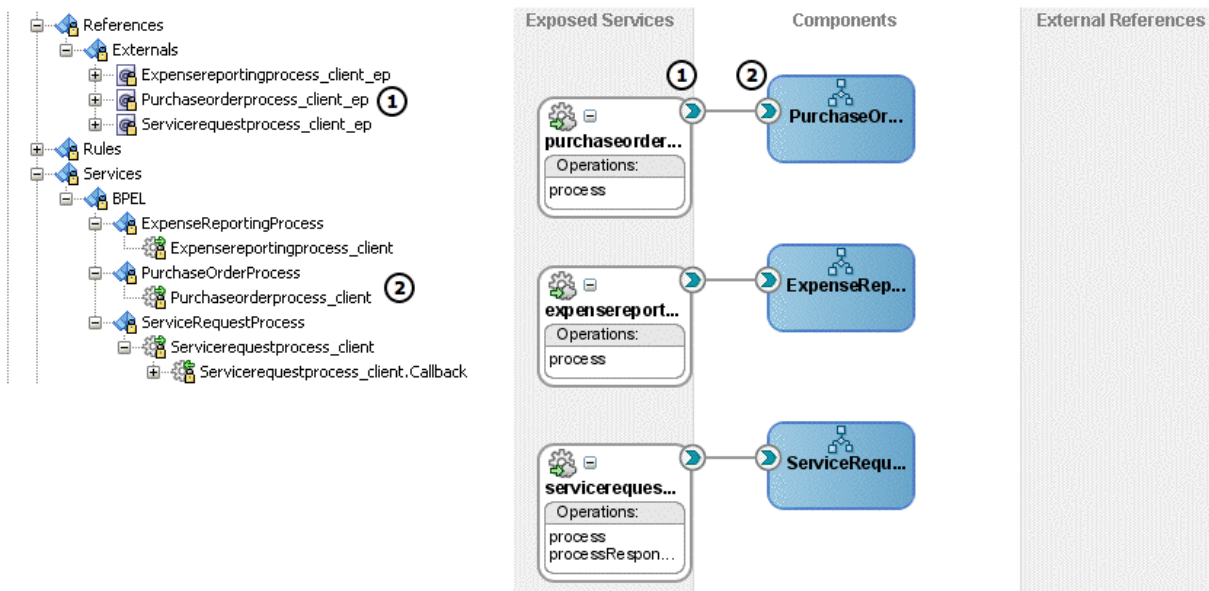 References
Externals
Expensereportingprocess_client_ep
Purchaseorderprocess_client_ep 1
Servicerequestprocess_client_ep
Rules
Services
BPEL
ExpenseReportingProcess
Expensereportingprocess_client
PurchaseOrderProcess
Purchaseorderprocess_client 2
ServiceRequestProcess
Servicerequestprocess_client
Servicerequestprocess_client.Callback
Exposed Services Components External References
1 2
purchaseorder...
Operations:
process
PurchaseOr...
expensereport...
Operations:
process
ExpenseRep...
servicereques...
Operations:
process
processRespon...
ServiceRequ...